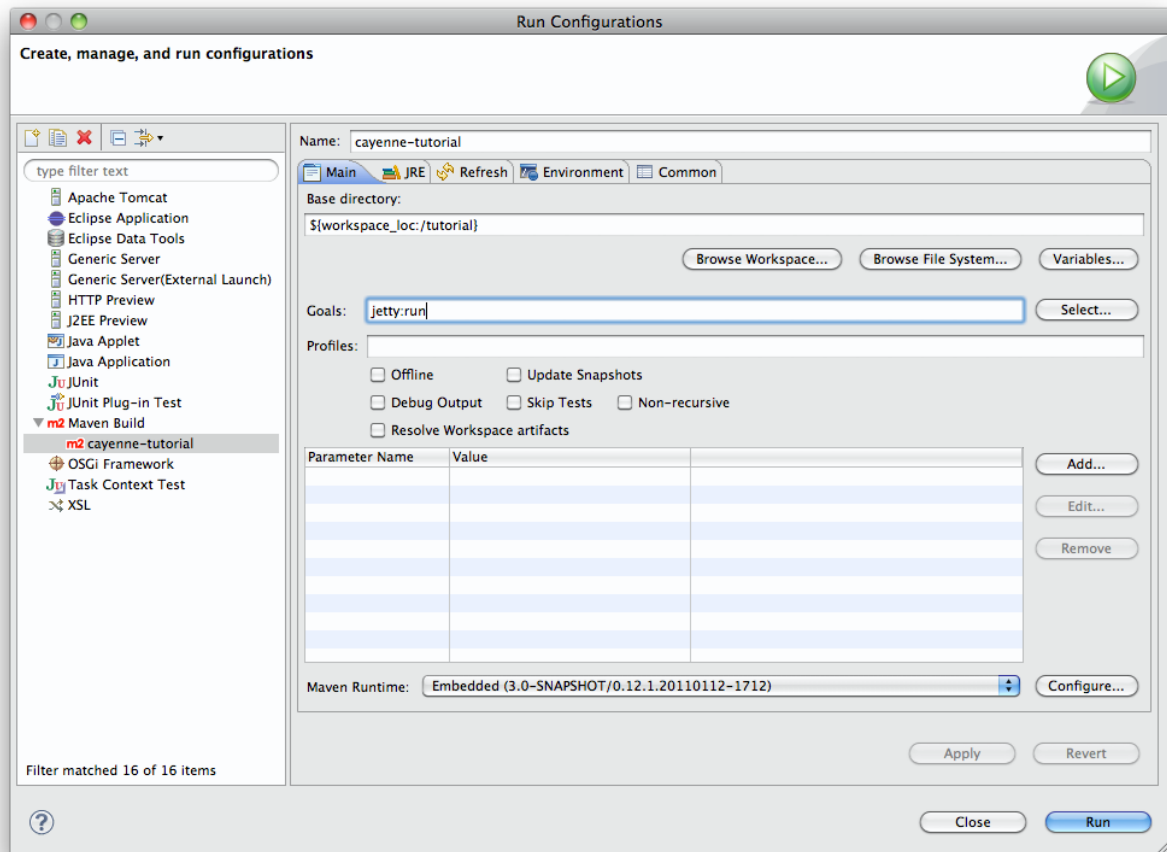 Run Configurations
Create, manage, and run configurations
type filter text
Apache Tomcat
Eclipse Application
Eclipse Data Tools
Generic Server
Generic Server(External Launch)
HTTP Preview
J2EE Preview
Java Applet
Java Application
Ju JUnit
Ju JUnit Plug-in Test
m2 Maven Build
m2 cayenne-tutorial
OSGi Framework
Ju Task Context Test
XSL
Filter matched 16 of 16 items
Name: cayenne-tutorial
Main JRE Refresh Environment Common
Base directory:
${workspace_loc:/tutorial}
Browse Workspace... Browse File System... Variables...
Goals: jetty:run Select...
Profiles:
Offline Update Snapshots
Debug Output Skip Tests Non-recursive
Resolve Workspace artifacts
Parameter Name Value
Add...
Edit...
Remove
Maven Runtime: Embedded (3.0-SNAPSHOT/0.12.1.20110112-1712) Configure...
Apply Revert
? Close Run